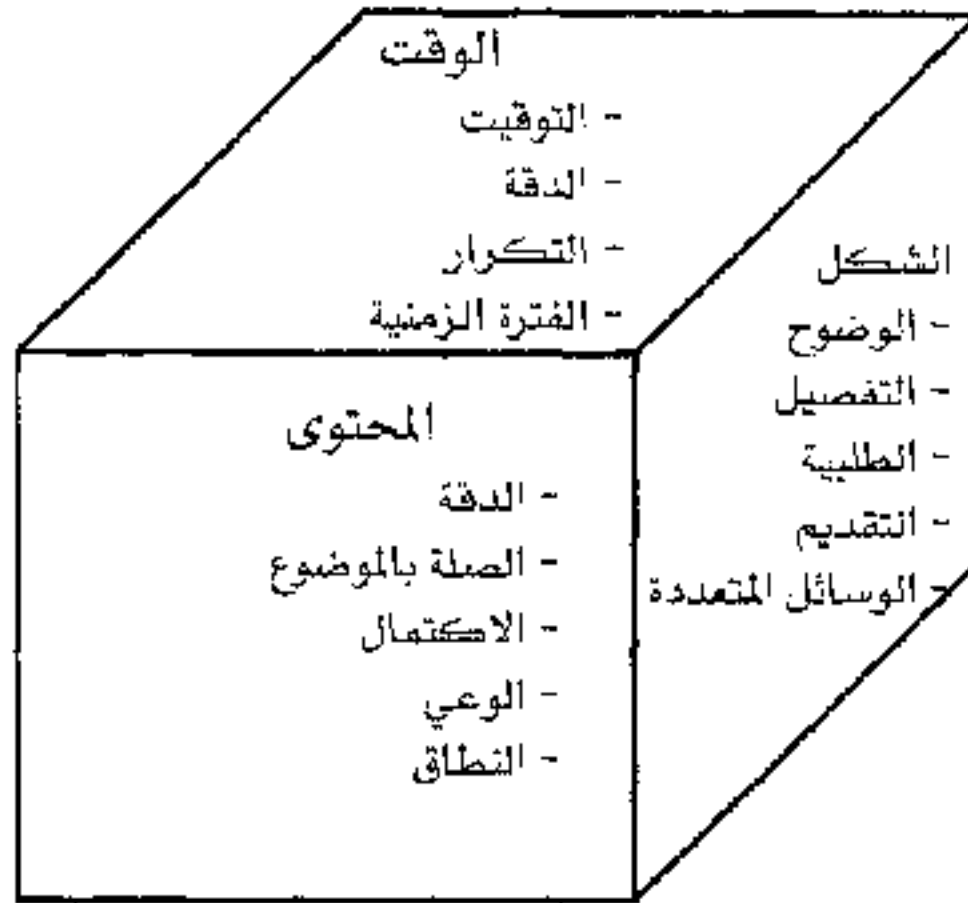 الوقت
- التوقيت
- الدقة
- التكرار
- الفترة الزمنية
الشكل
- الوضوح
- التفصيل
- الطلبية
- التقديم
- الوسائل المتعددة
المحتوى
- الدقة
- الصلة بالموضوع
- الاكتمال
- الوعي
- النطاق